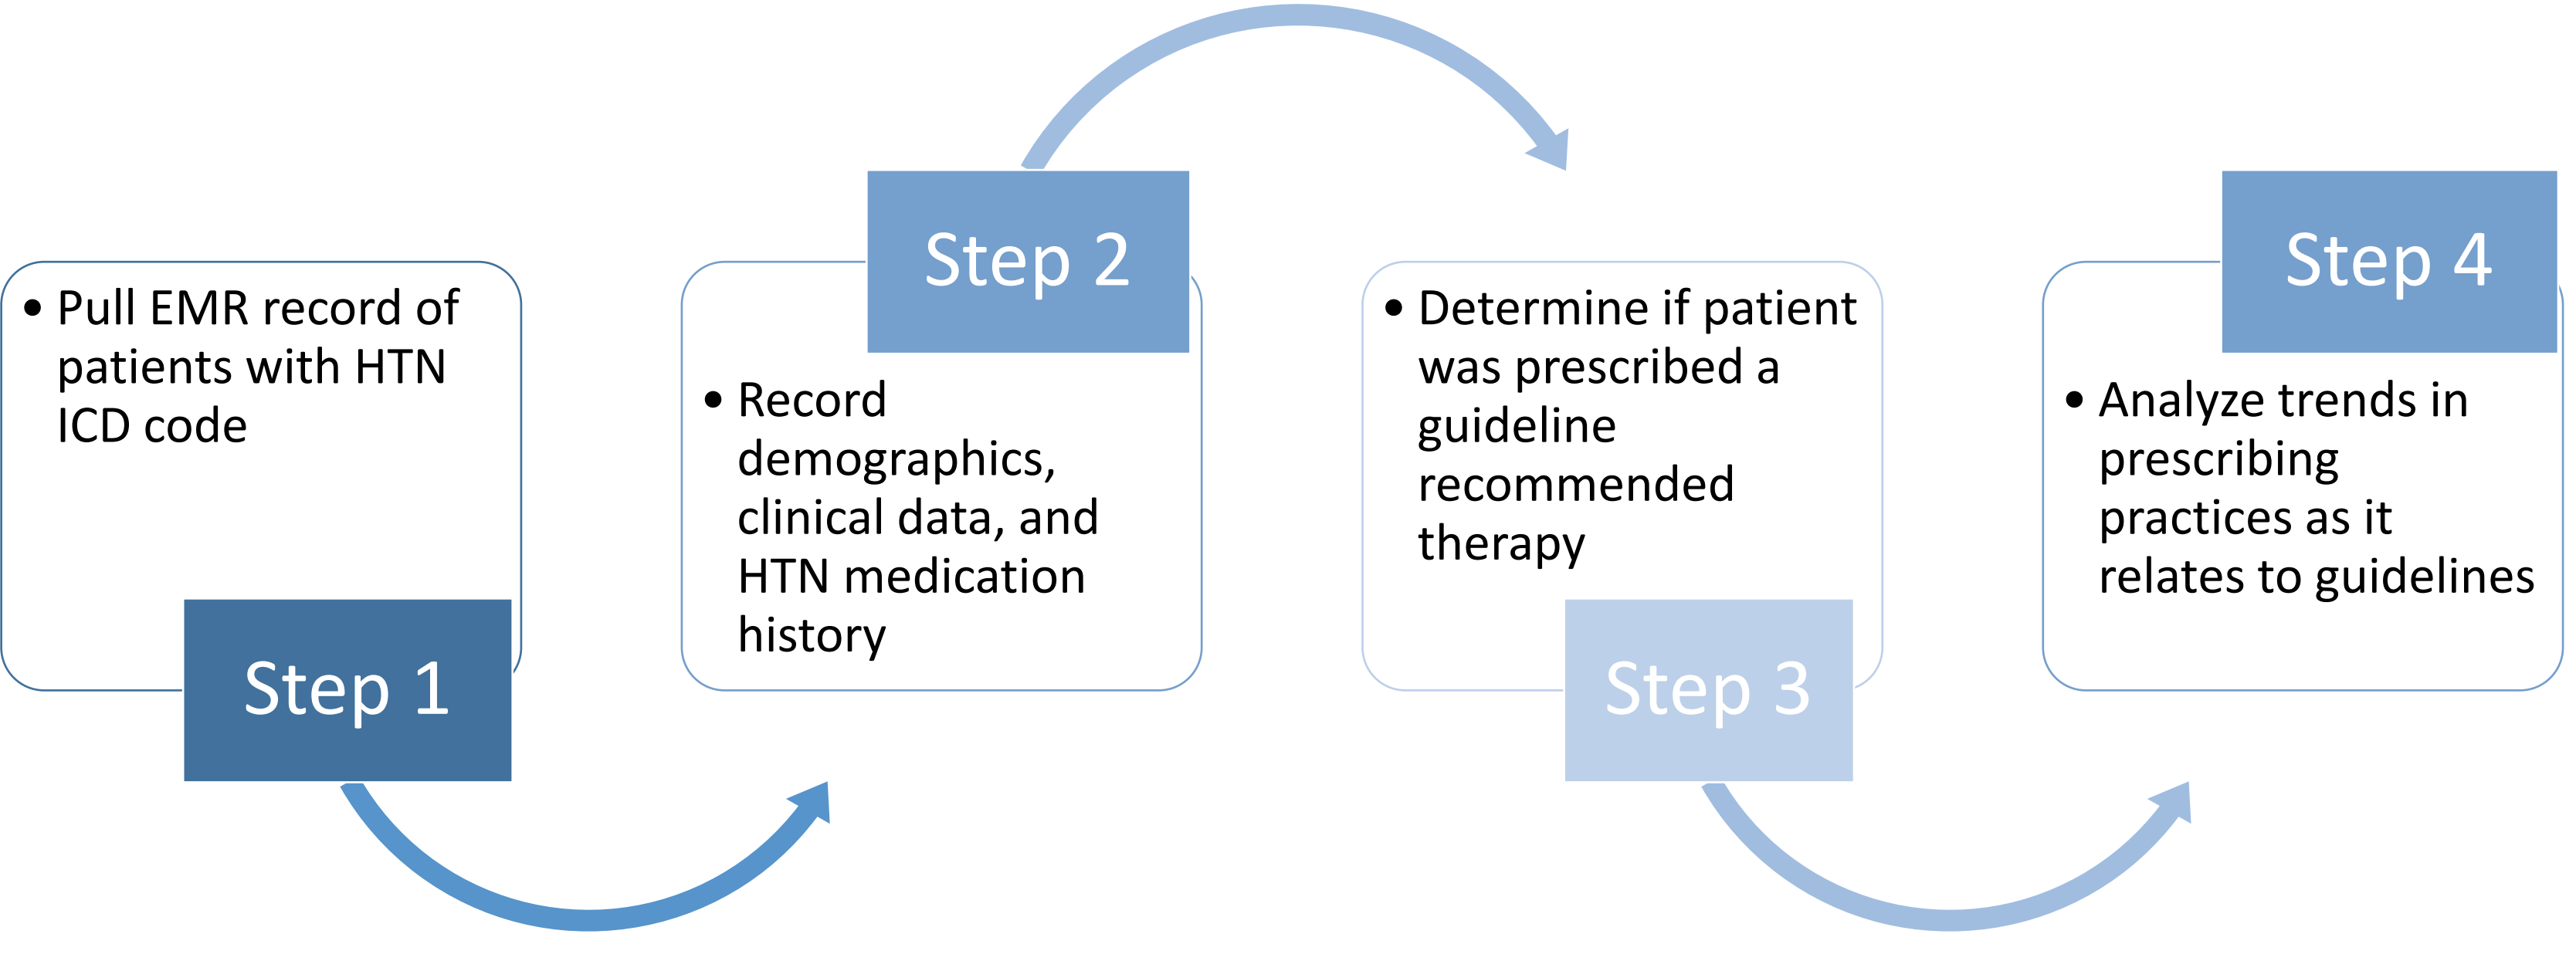 • Pull EMR record of
patients with HTN
ICD code
Step 1
Step 2
• Record
demographics,
clinical data, and
HTN medication
history
• Determine if patient
was prescribed a
guideline
recommended
therapy
Step 3
Step 4
• Analyze trends in
prescribing
practices as it
relates to guidelines